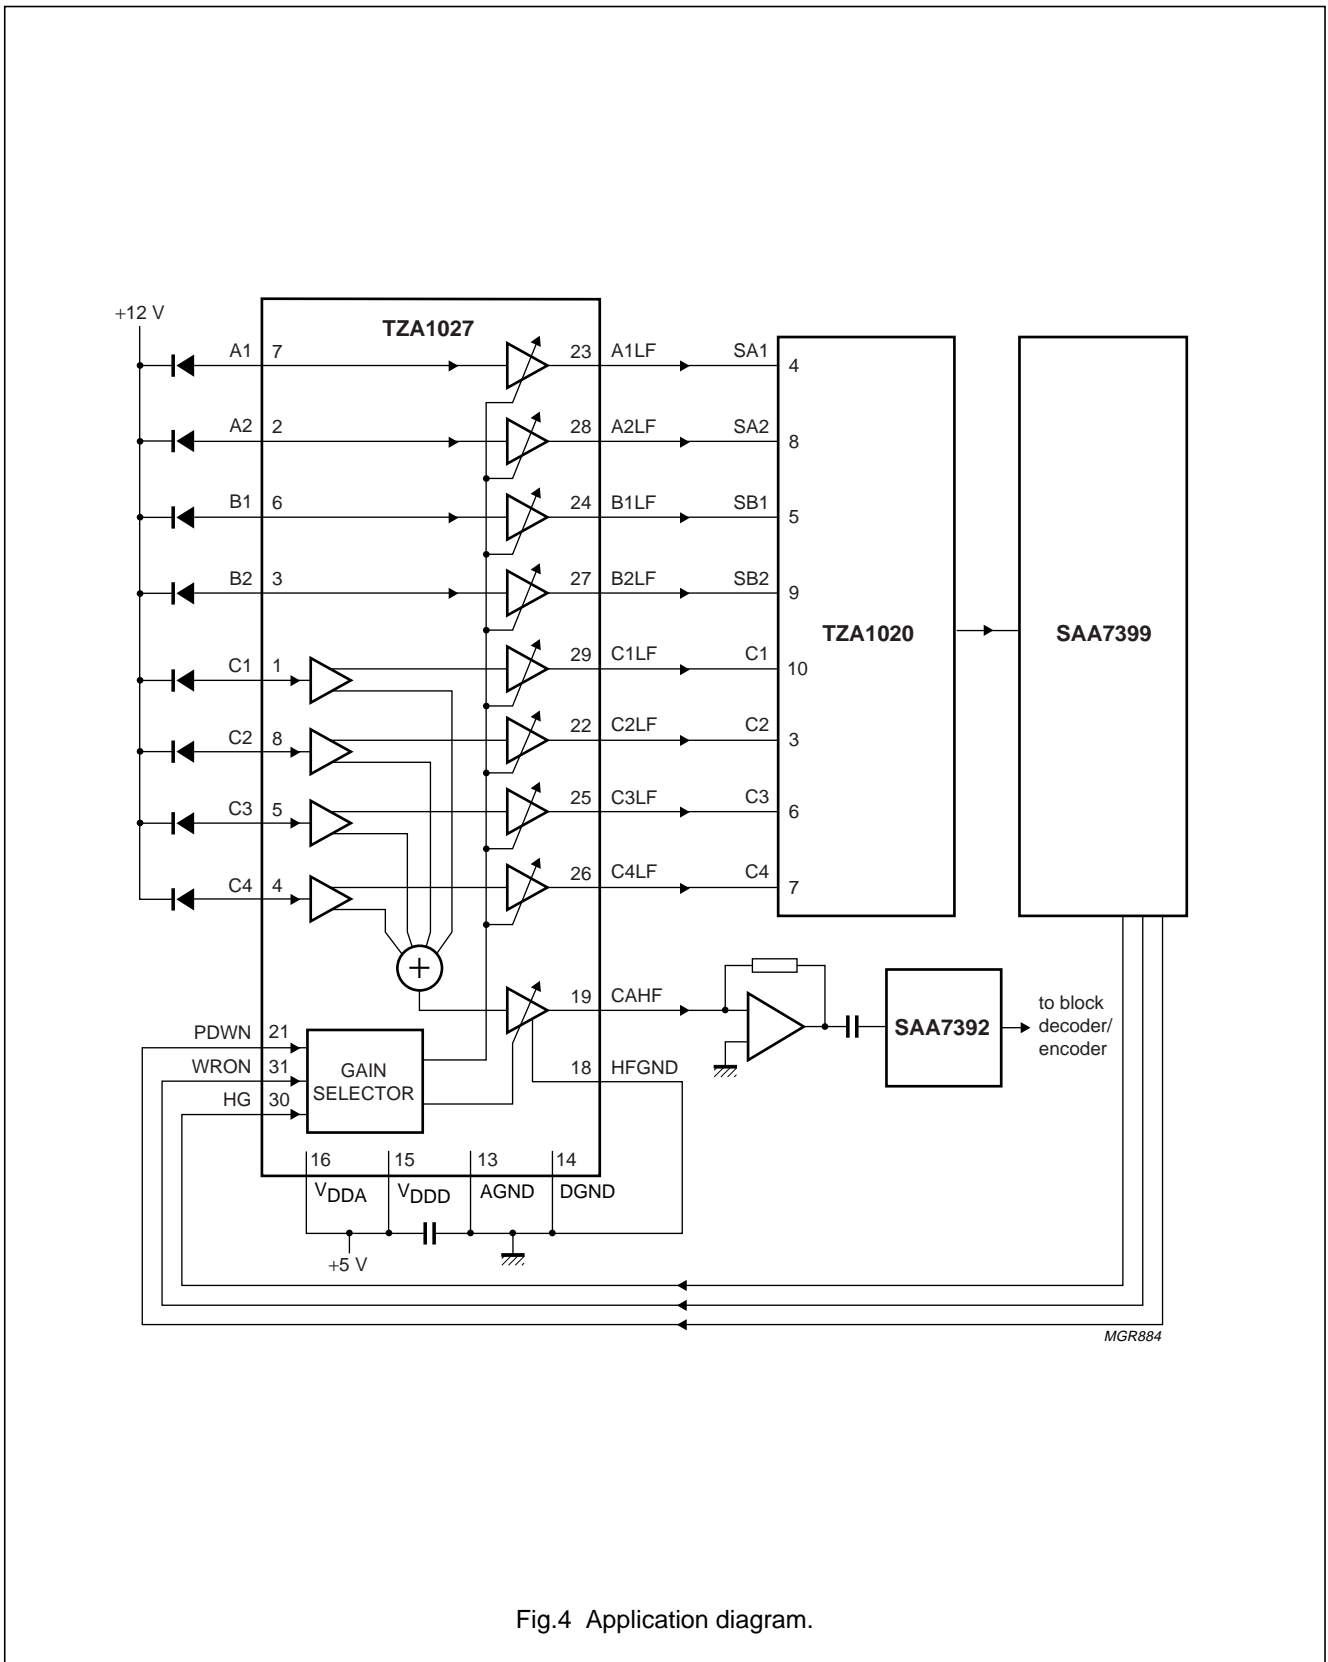 +12 V
TZA1027
A1 7 23 A1LF SA1 4
A2 2 28 A2LF SA2 8
B1 6 24 B1LF SB1 5
B2 3 27 B2LF SB2 9
TZA1020 SAA7399
C1 1 29 C1LF C1 10
C2 8 22 C2LF C2 3
C3 5 25 C3LF C3 6
C4 4 26 C4LF C4 7
+
19 CAHF
SAA7392
to block
decoder/
encoder
PDWN 21
WRON 31
HG 30
GAIN
SELECTOR
18 HFGND
16 15 13 14
VDDA VDDD AGND DGND
+5 V
MGR884
Fig.4 Application diagram.